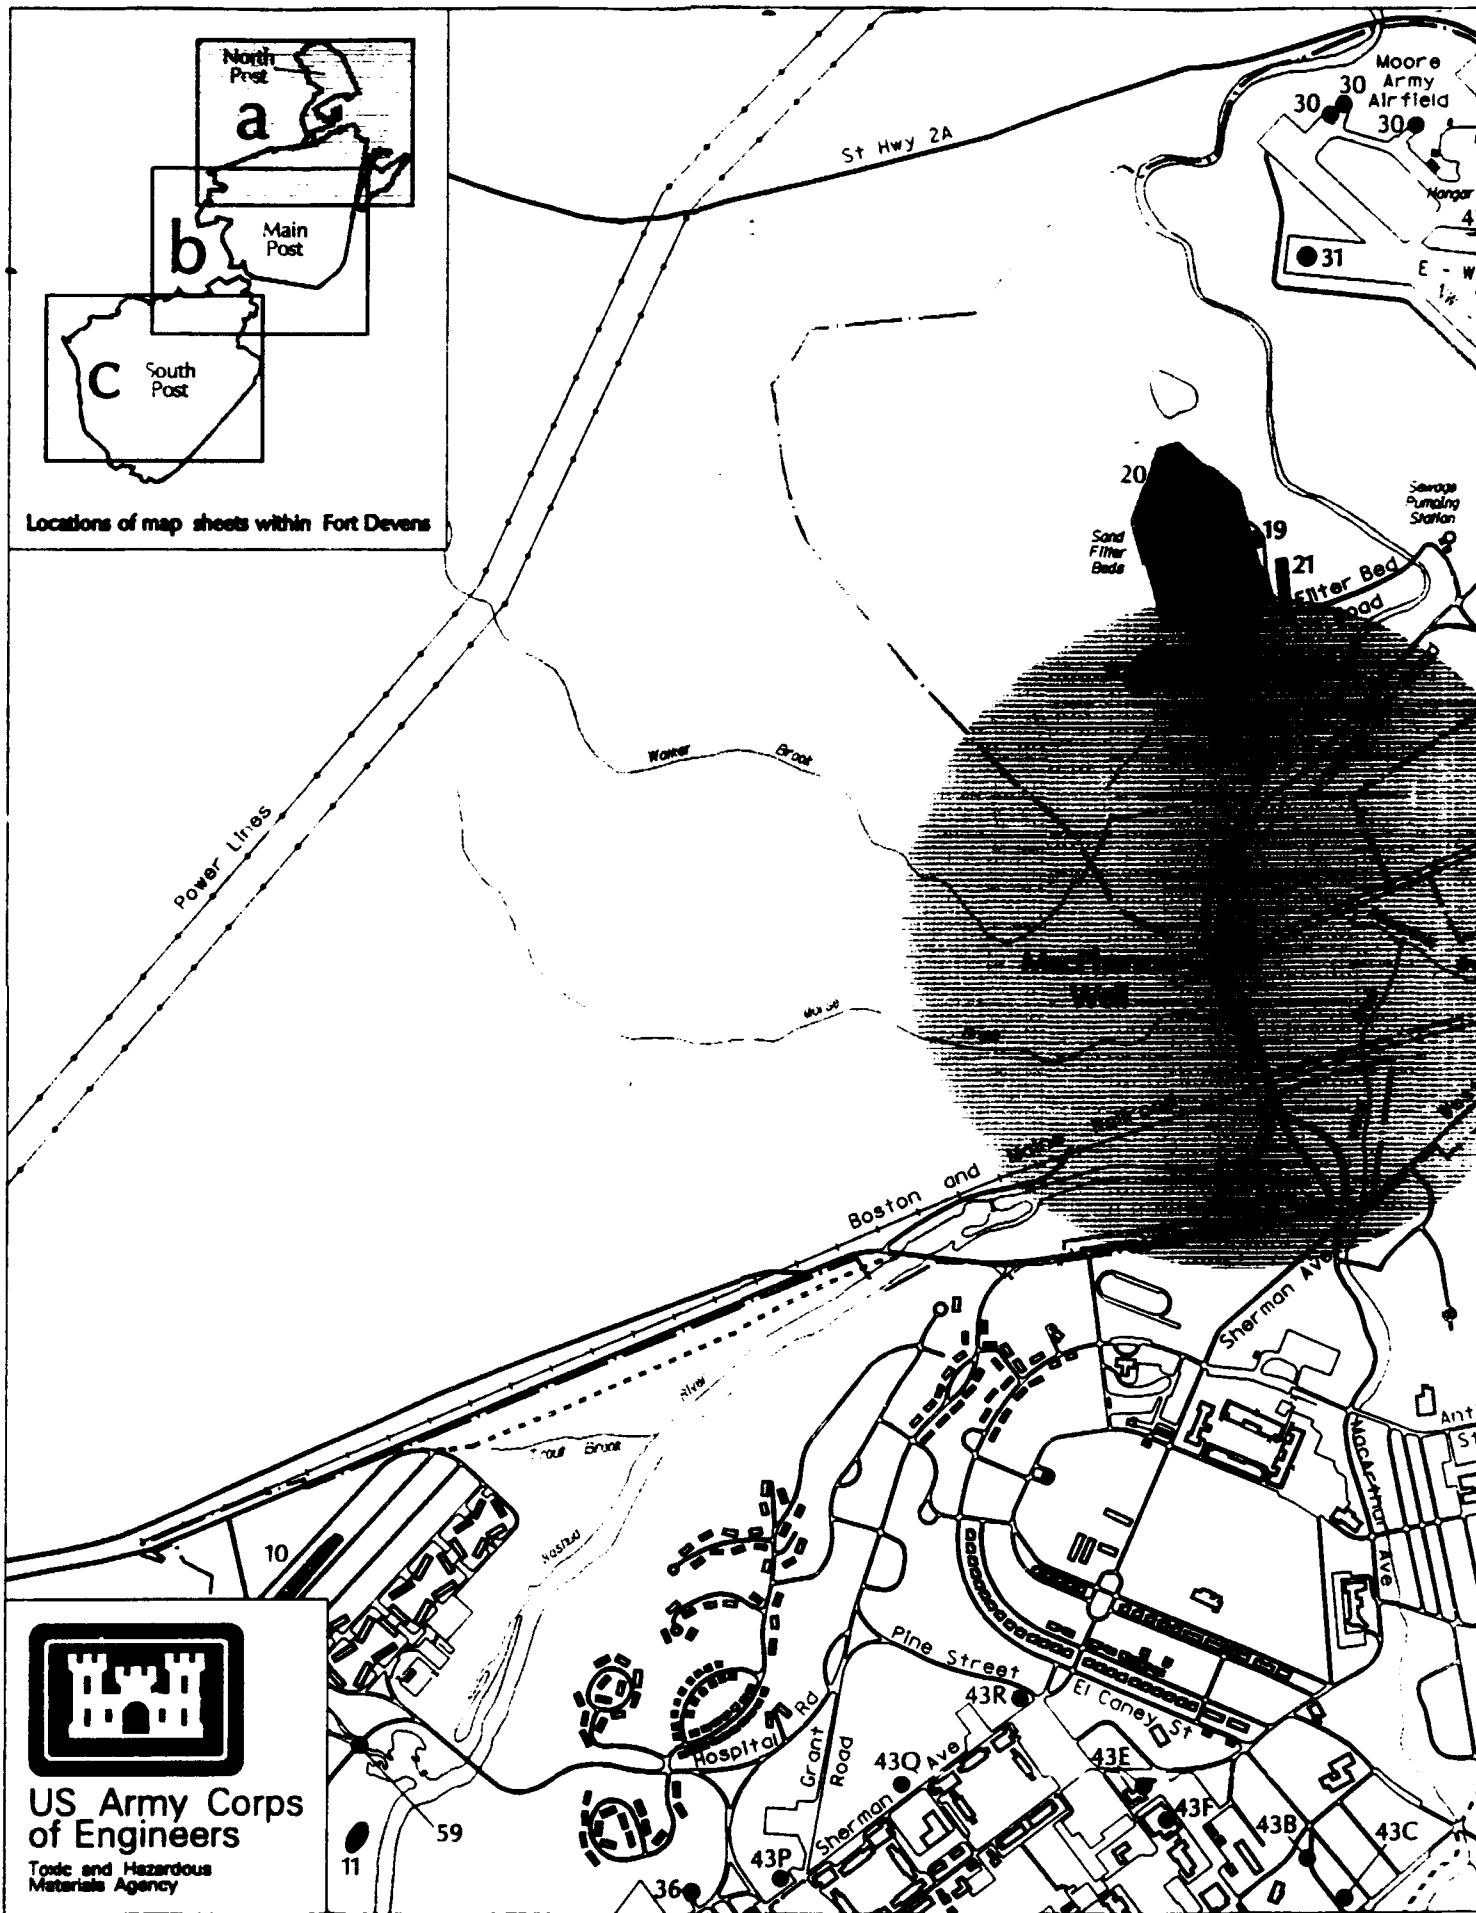 North
Post
a
b
Main
Post
C
South
Post
Locations of map sheets within Fort Devens
St Hwy 2A
Moore
Army
Airfield
30
30
30
Hangar
31
E - W
20
Sand
Filter
Beds
19
21
Sewage
Pumping
Station
Filter Bed
Road
Power Lines
Brook
Well
Boston and Maine Railroad
Sherman Ave
River
Trout Brook
MacArthur Ave
10
Pine Street
43R
El Caney St
Hospital Rd
Grant
Road
43Q
Sherman Ave
43E
43F
43B
43C
43P
36
59
11
US Army Corps
of Engineers
Toxic and Hazardous
Materials Agency